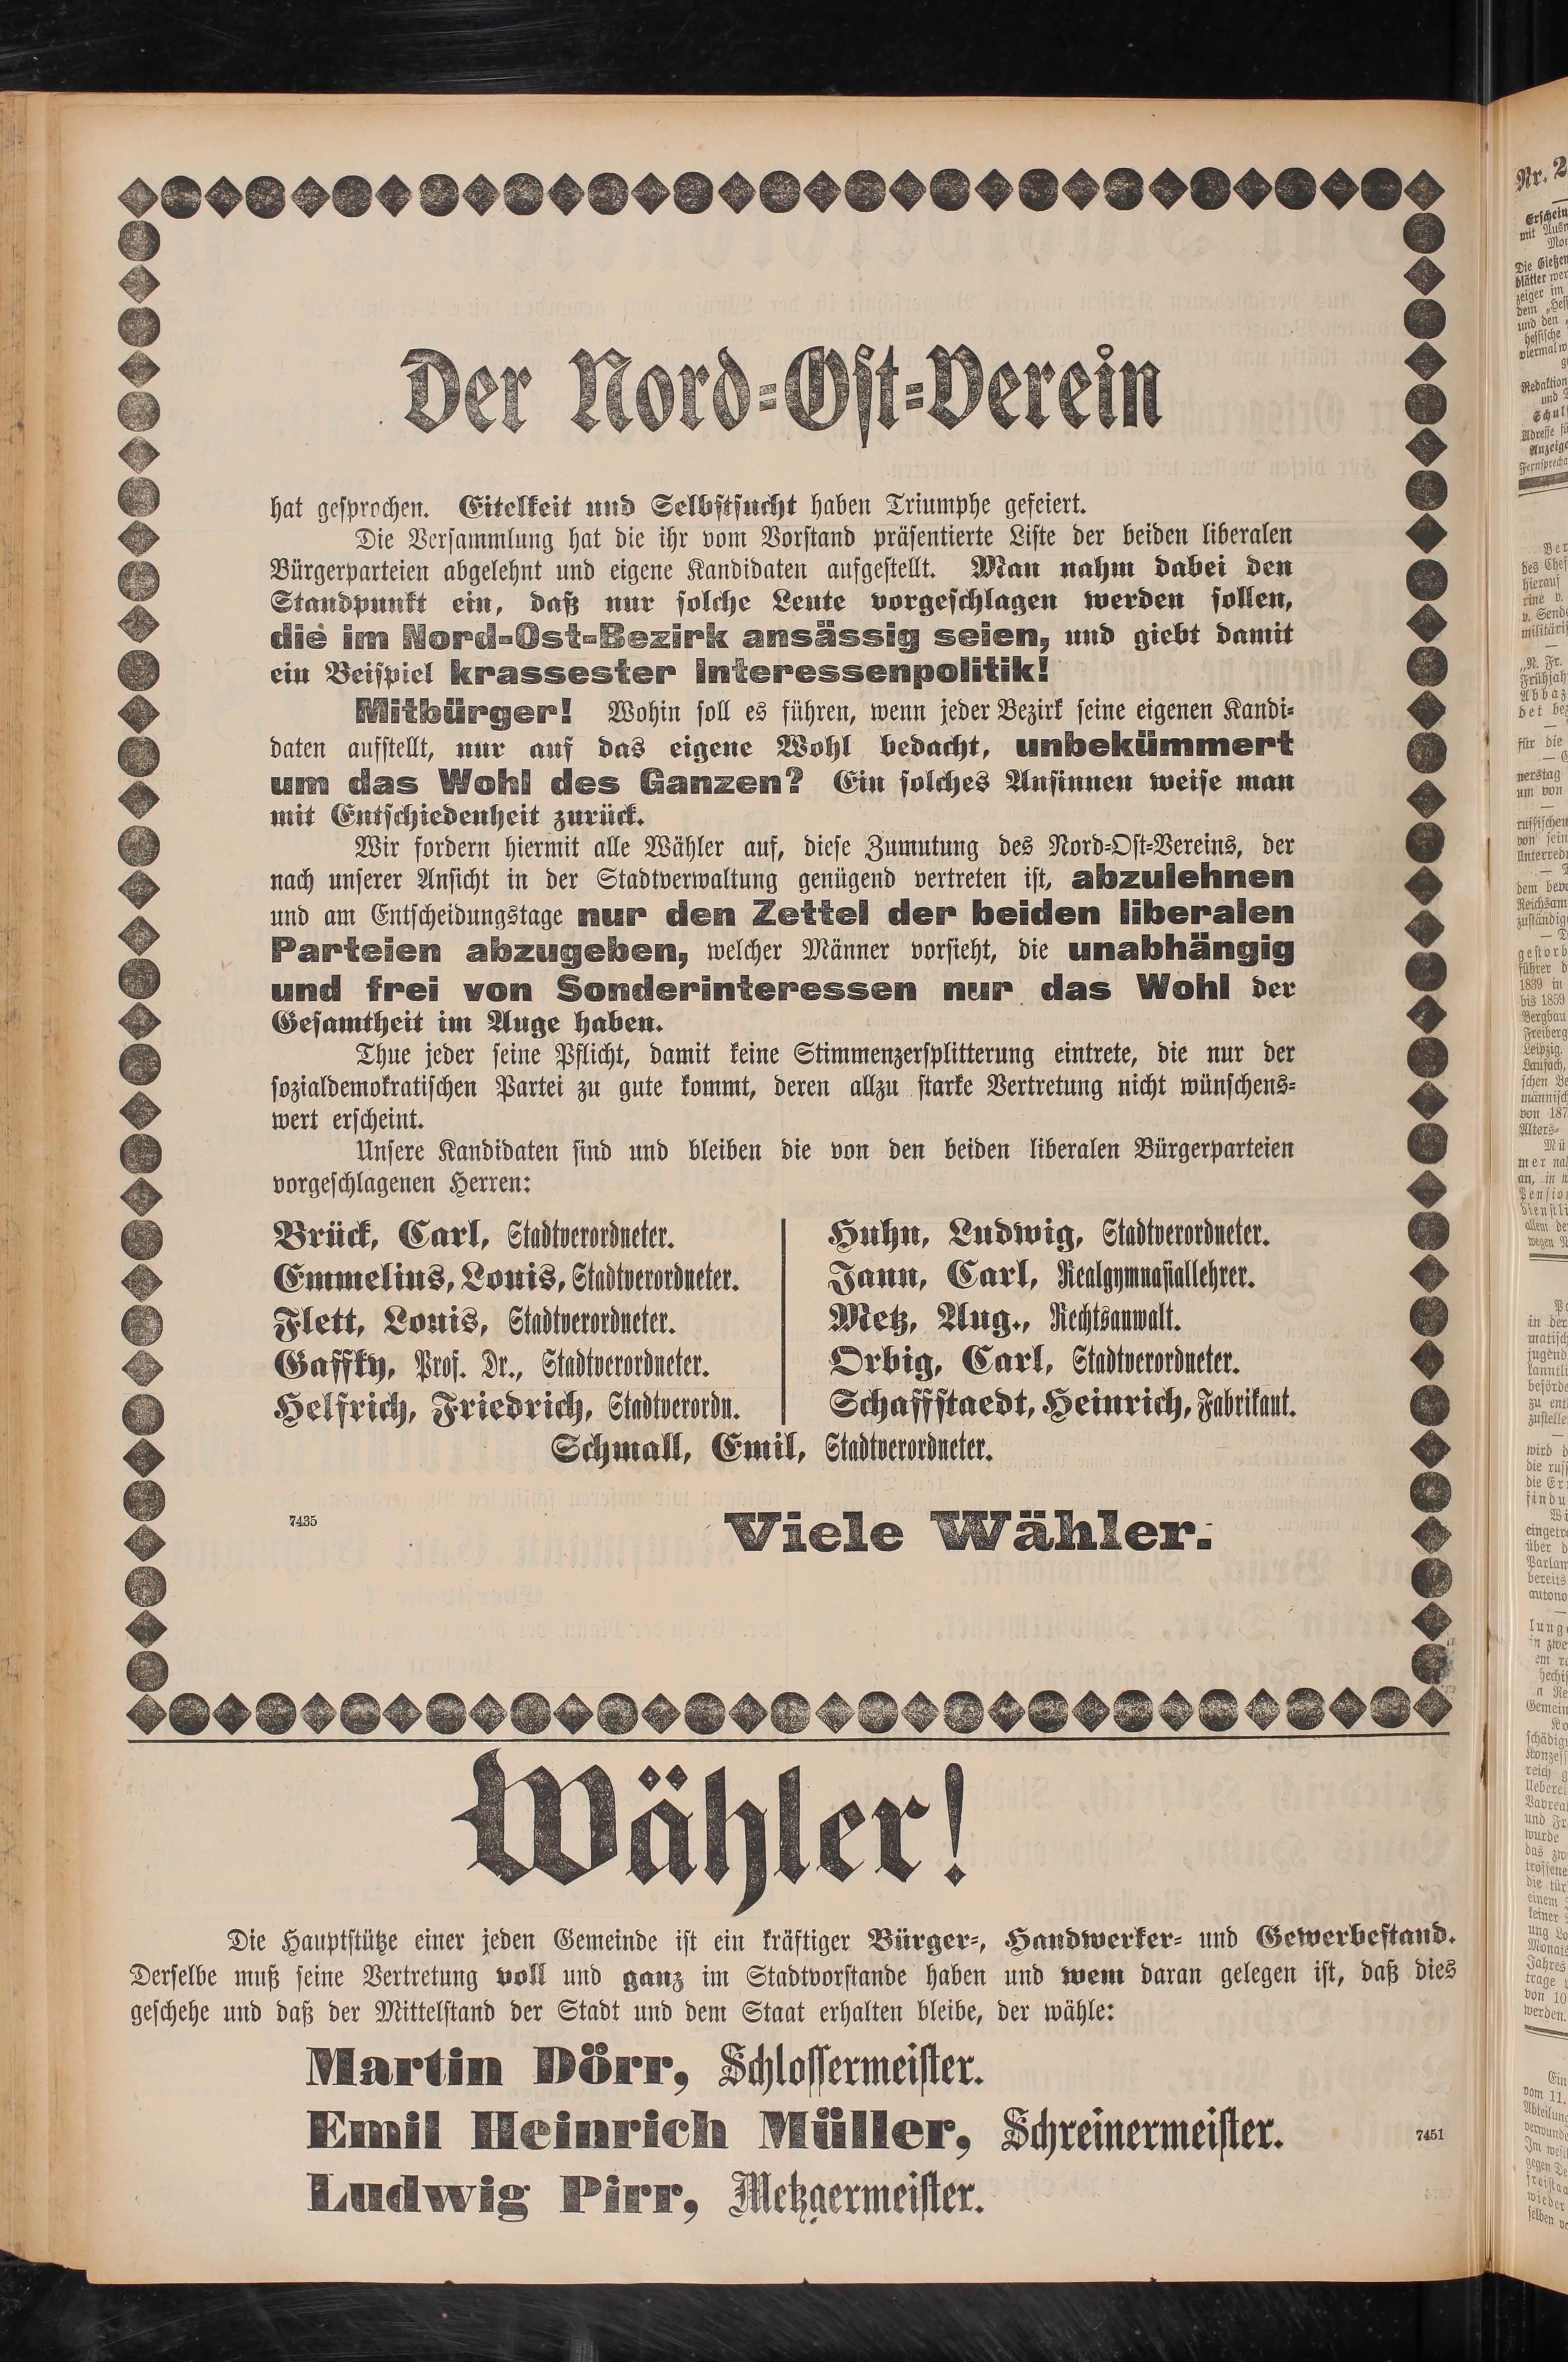 Der Nord-Ost-Verein
hat gesprochen. Eitelkeit und Selbstsucht haben Triumphe gefeiert.
Die Versammlung hat die ihr vom Vorstand präsentierte Liste der beiden liberalen
Bürgerparteien abgelehnt und eigene Kandidaten aufgestellt. Man nahm dabei den
Standpunkt ein, daß nur solche Leute vorgeschlagen werden sollen,
die im Nord-Ost-Bezirk ansässig seien, und giebt damit
ein Beispiel krassester Interessenpolitik!
Mitbürger! Wohin soll es führen, wenn jeder Bezirk seine eigenen Kandi-
daten aufstellt, nur auf das eigene Wohl bedacht, unbekümmert
um das Wohl des Ganzen? Ein solches Ansinnen weise man
mit Entschiedenheit zurück.
Wir fordern hiermit alle Wähler auf, diese Zumutung des Nord-Ost-Vereins, der
nach unserer Ansicht in der Stadtverwaltung genügend vertreten ist, abzulehnen
und am Entscheidungstage nur den Zettel der beiden liberalen
Parteien abzugeben, welcher Männer vorsieht, die unabhängig
und frei von Sonderinteressen nur das Wohl der
Gesamtheit im Auge haben.
Thue jeder seine Pflicht, damit keine Stimmenzersplitterung eintrete, die nur der
sozialdemokratischen Partei zu gute kommt, deren allzu starke Vertretung nicht wünschens-
wert erscheint.
Unsere Kandidaten sind und bleiben die von den beiden liberalen Bürgerparteien
vorgeschlagenen Herren:
Brück, Carl, Stadtverordneter.
Emmelius, Louis, Stadtverordneter.
Flett, Louis, Stadtverordneter.
Gaffky, Prof. Dr., Stadtverordneter.
Helfrich, Friedrich, Stadtverordn.
Huhn, Ludwig, Stadtverordneter.
Jann, Carl, Realgymnasiallehrer.
Metz, Aug., Rechtsanwalt.
Orbig, Carl, Stadtverordneter.
Schaffstaedt, Heinrich, Fabrikant.
Schmall, Emil, Stadtverordneter.
7435
Viele Wähler.
Wähler!
Die Hauptstütze einer jeden Gemeinde ist ein kräftiger Bürger-, Handwerker- und Gewerbestand.
Derselbe muß seine Vertretung voll und ganz im Stadtvorstande haben und wem daran gelegen ist, daß dies
geschehe und daß der Mittelstand der Stadt und dem Staat erhalten bleibe, der wähle:
Martin Dörr, Schlossermeister.
Emil Heinrich Müller, Schreinermeister.
7451
Ludwig Pirr, Metzgermeister.